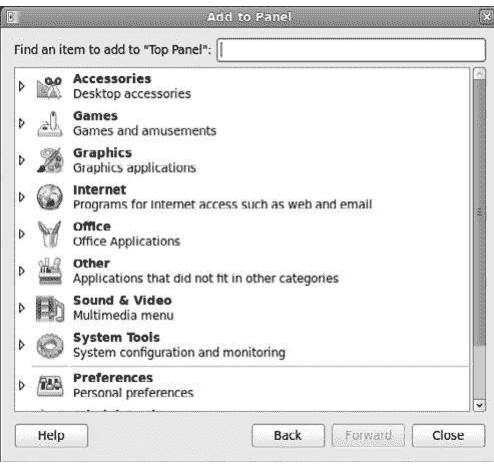 Add to Panel
Find an item to add to "Top Panel":
Accessories
Desktop accessories
Games
Games and amusements
Graphics
Graphics applications
Internet
Programs for Internet access such as web and email
Office
Office Applications
Other
Applications that did not fit in other categories
Sound & Video
Multimedia menu
System Tools
System configuration and monitoring
Preferences
Personal preferences
Help
Back
Forward
Close